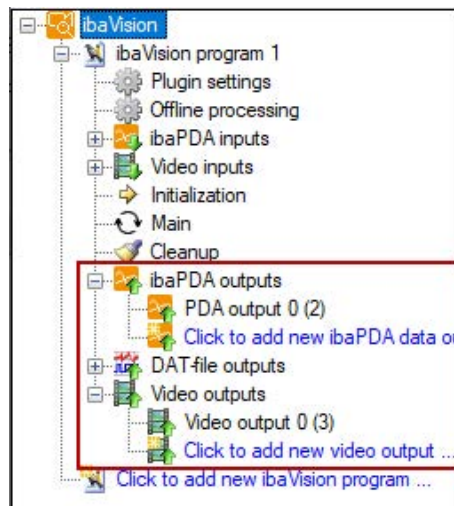 ibaVision
ibaVision program 1
Plugin settings
Offline processing
ibaPDA inputs
Video inputs
Initialization
Main
Cleanup
ibaPDA outputs
PDA output 0 (2)
Click to add new ibaPDA data
DAT-file outputs
Video outputs
Video output 0 (3)
Click to add new video output ...
Click to add new ibaVision program ...